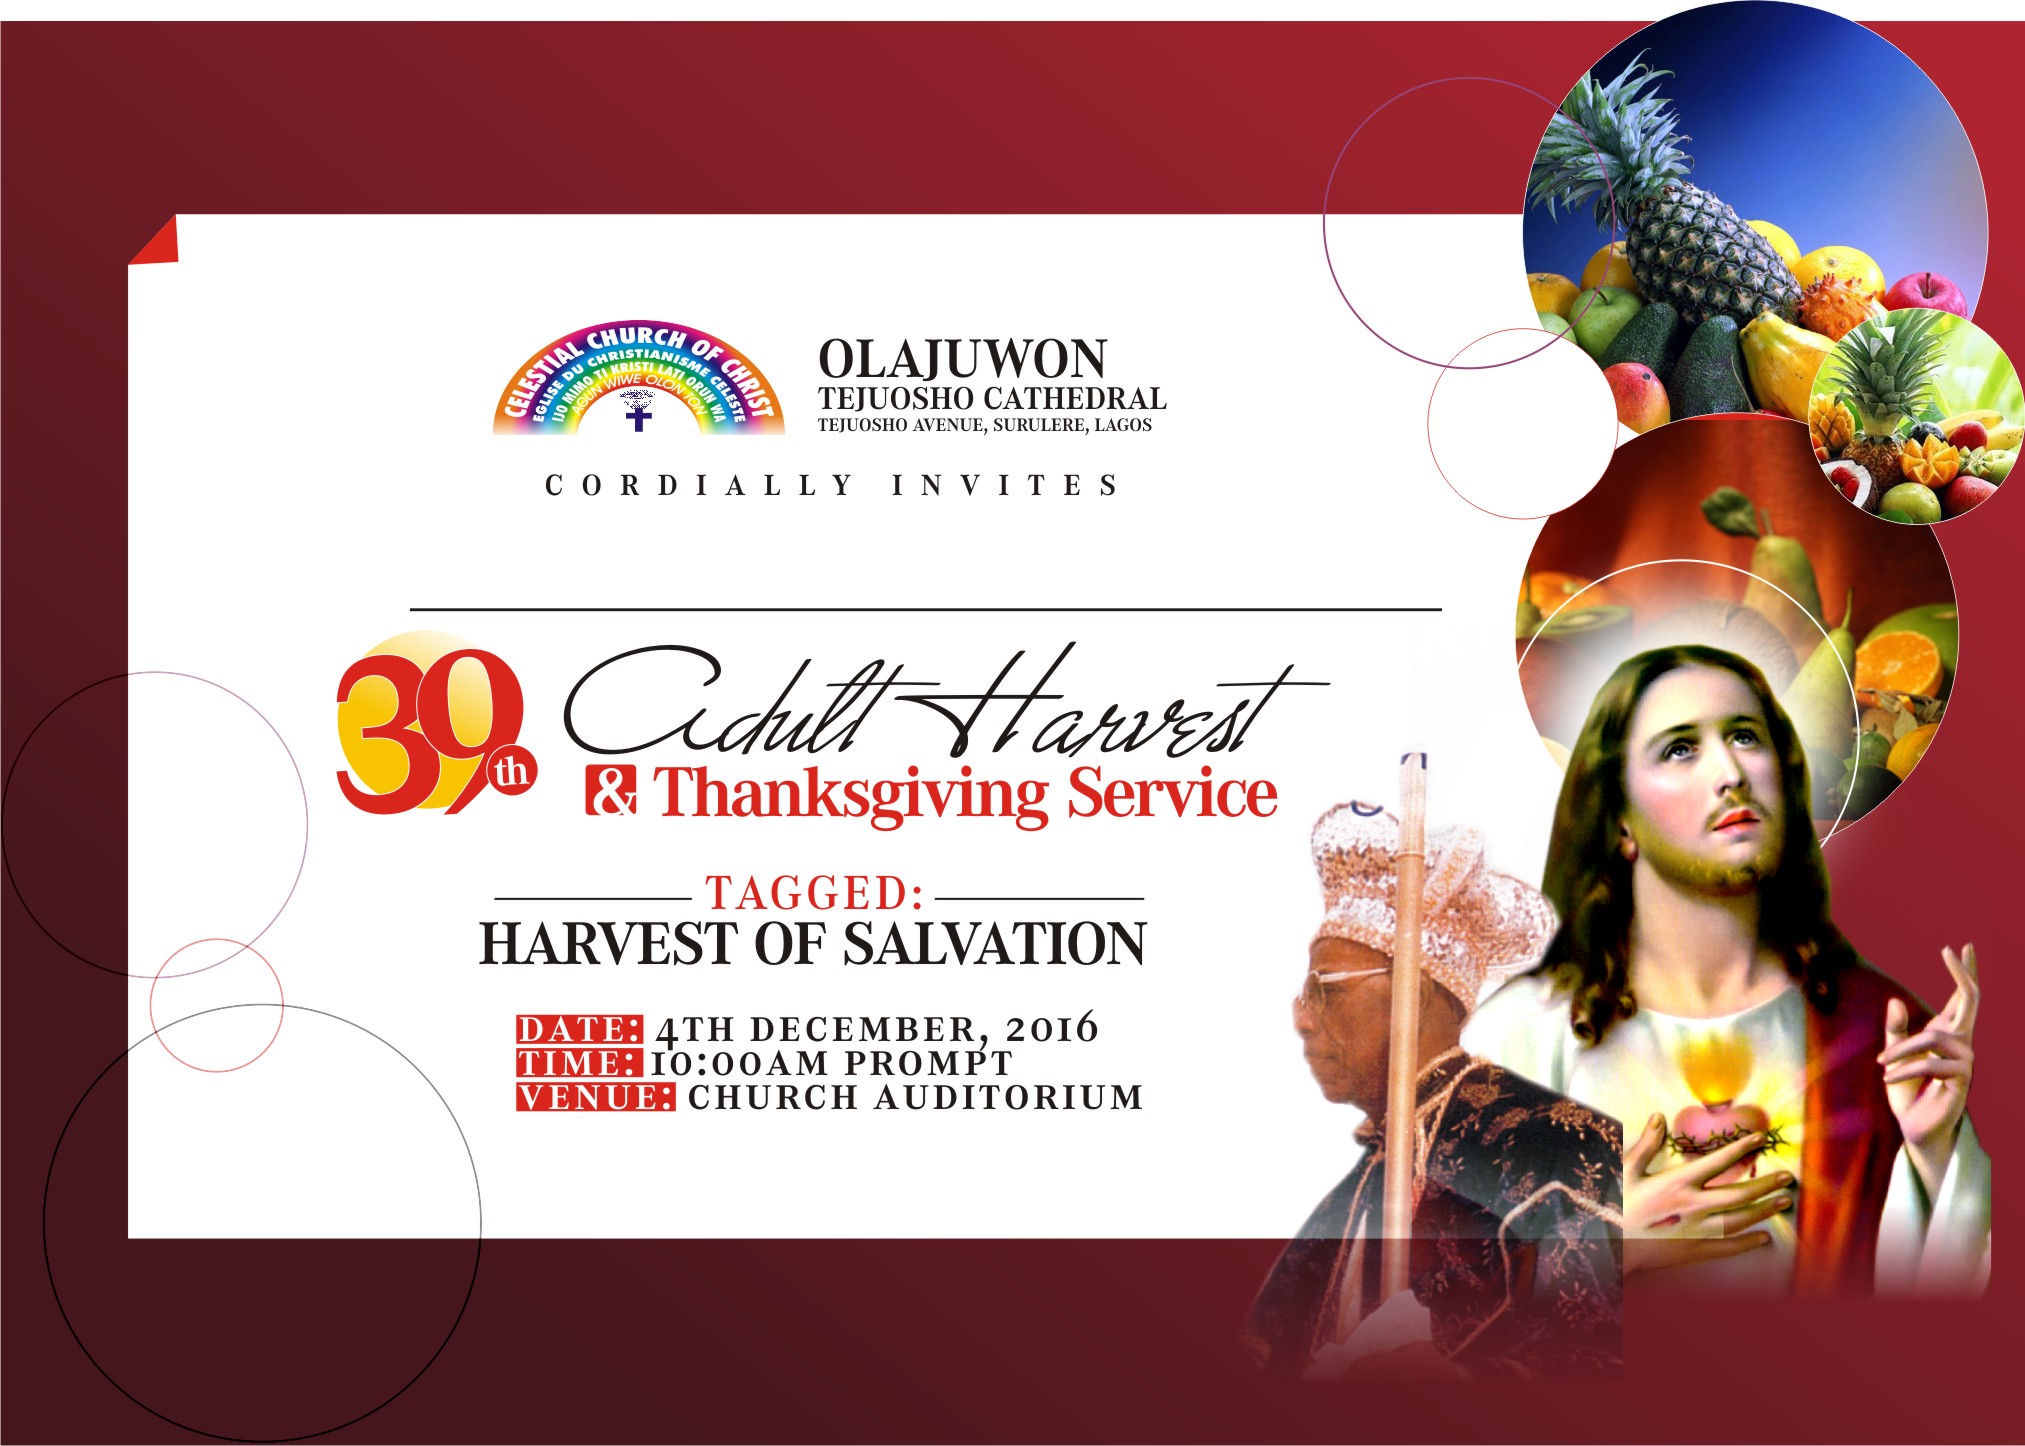 CELESTIAL CHURCH OF CHRIST
EGLISE DU CHRISTIANISME CELESTE
IJO MIMO TI KRISTI LATI ORUN WA
AGUN WIWE OLON YON
OLAJUWON
TEJUOSHO CATHEDRAL
TEJUOSHO AVENUE, SURULERE, LAGOS
CORDIALLY INVITES
39th Adult Harvest
& Thanksgiving Service
TAGGED:
HARVEST OF SALVATION
DATE: 4TH DECEMBER, 2016
TIME: 10:00AM PROMPT
VENUE: CHURCH AUDITORIUM